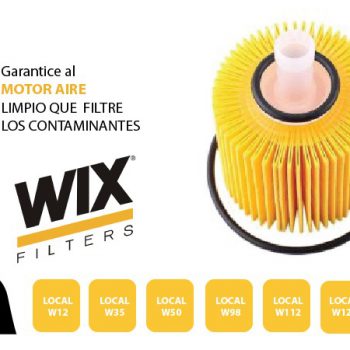 Garantice al
MOTOR AIRE
LIMPIO QUE FILTRE
LOS CONTAMINANTES
WIX
FILTERS
LOCAL
W12
LOCAL
W35
LOCAL
W50
LOCAL
W98
LOCAL
W112
LOCAL